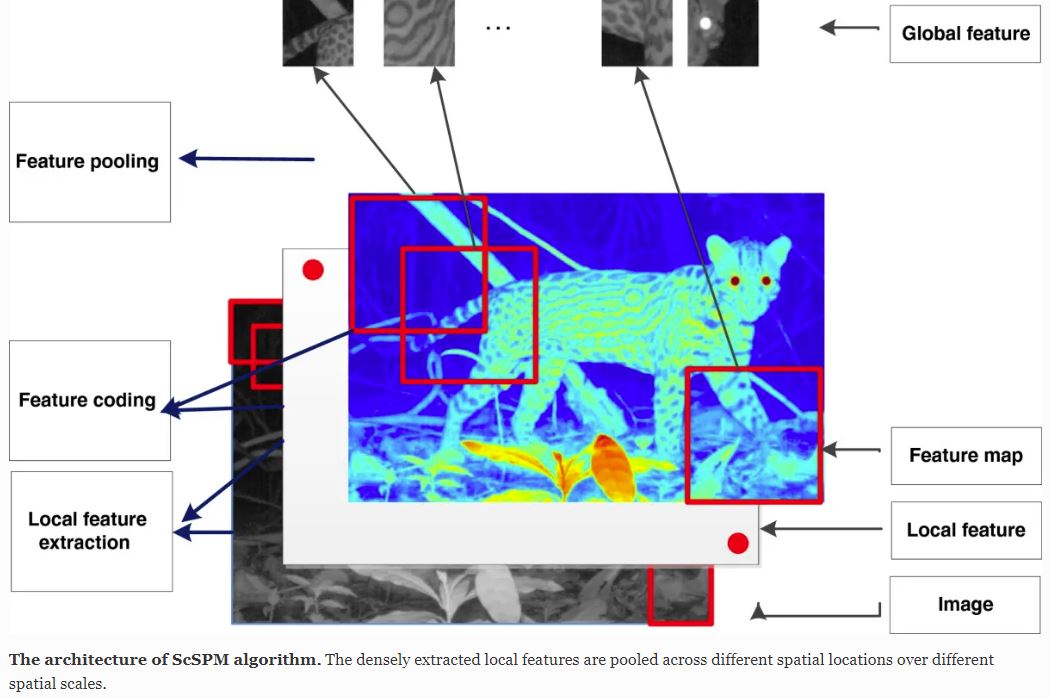 ...
Global feature
Feature pooling
Feature coding
Feature map
Local feature
extraction
Local feature
Image
The architecture of ScSPM algorithm. The densely extracted local features are pooled across different spatial locations over different
spatial scales.